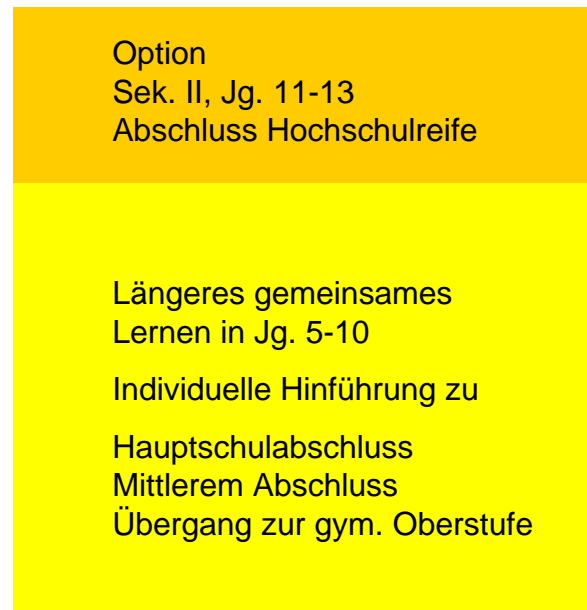 Option
Sek. II, Jg. 11-13
Abschluss Hochschulreife
Längeres gemeinsames
Lernen in Jg. 5-10
Individuelle Hinführung zu
Hauptschulabschluss
Mittlerem Abschluss
Übergang zur gym. Oberstufe